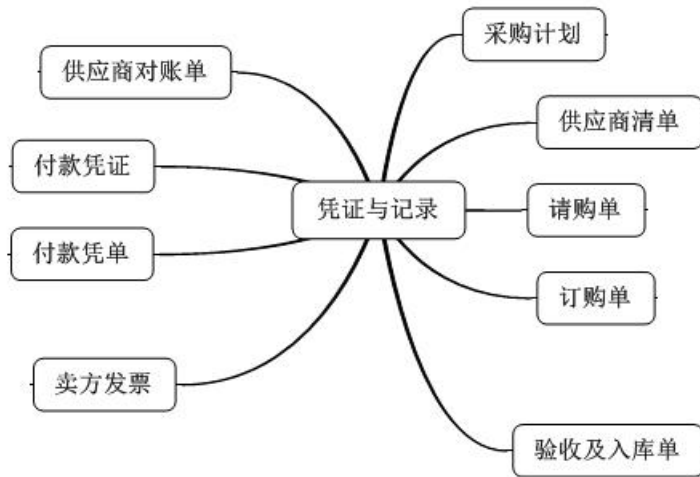 采购计划
供应商对账单
供应商清单
付款凭证
凭证与记录
请购单
付款凭单
订购单
卖方发票
验收及入库单